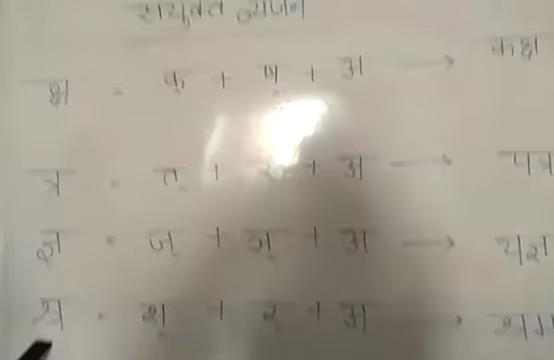 संयुक्त व्यंजन
क्ष = क् + ष् + अ → कक्षा
त्र = त् + र् + अ → पत्र
ज्ञ = ज् + ञ् + अ → यज्ञ
श्र = श् + र् + अ →